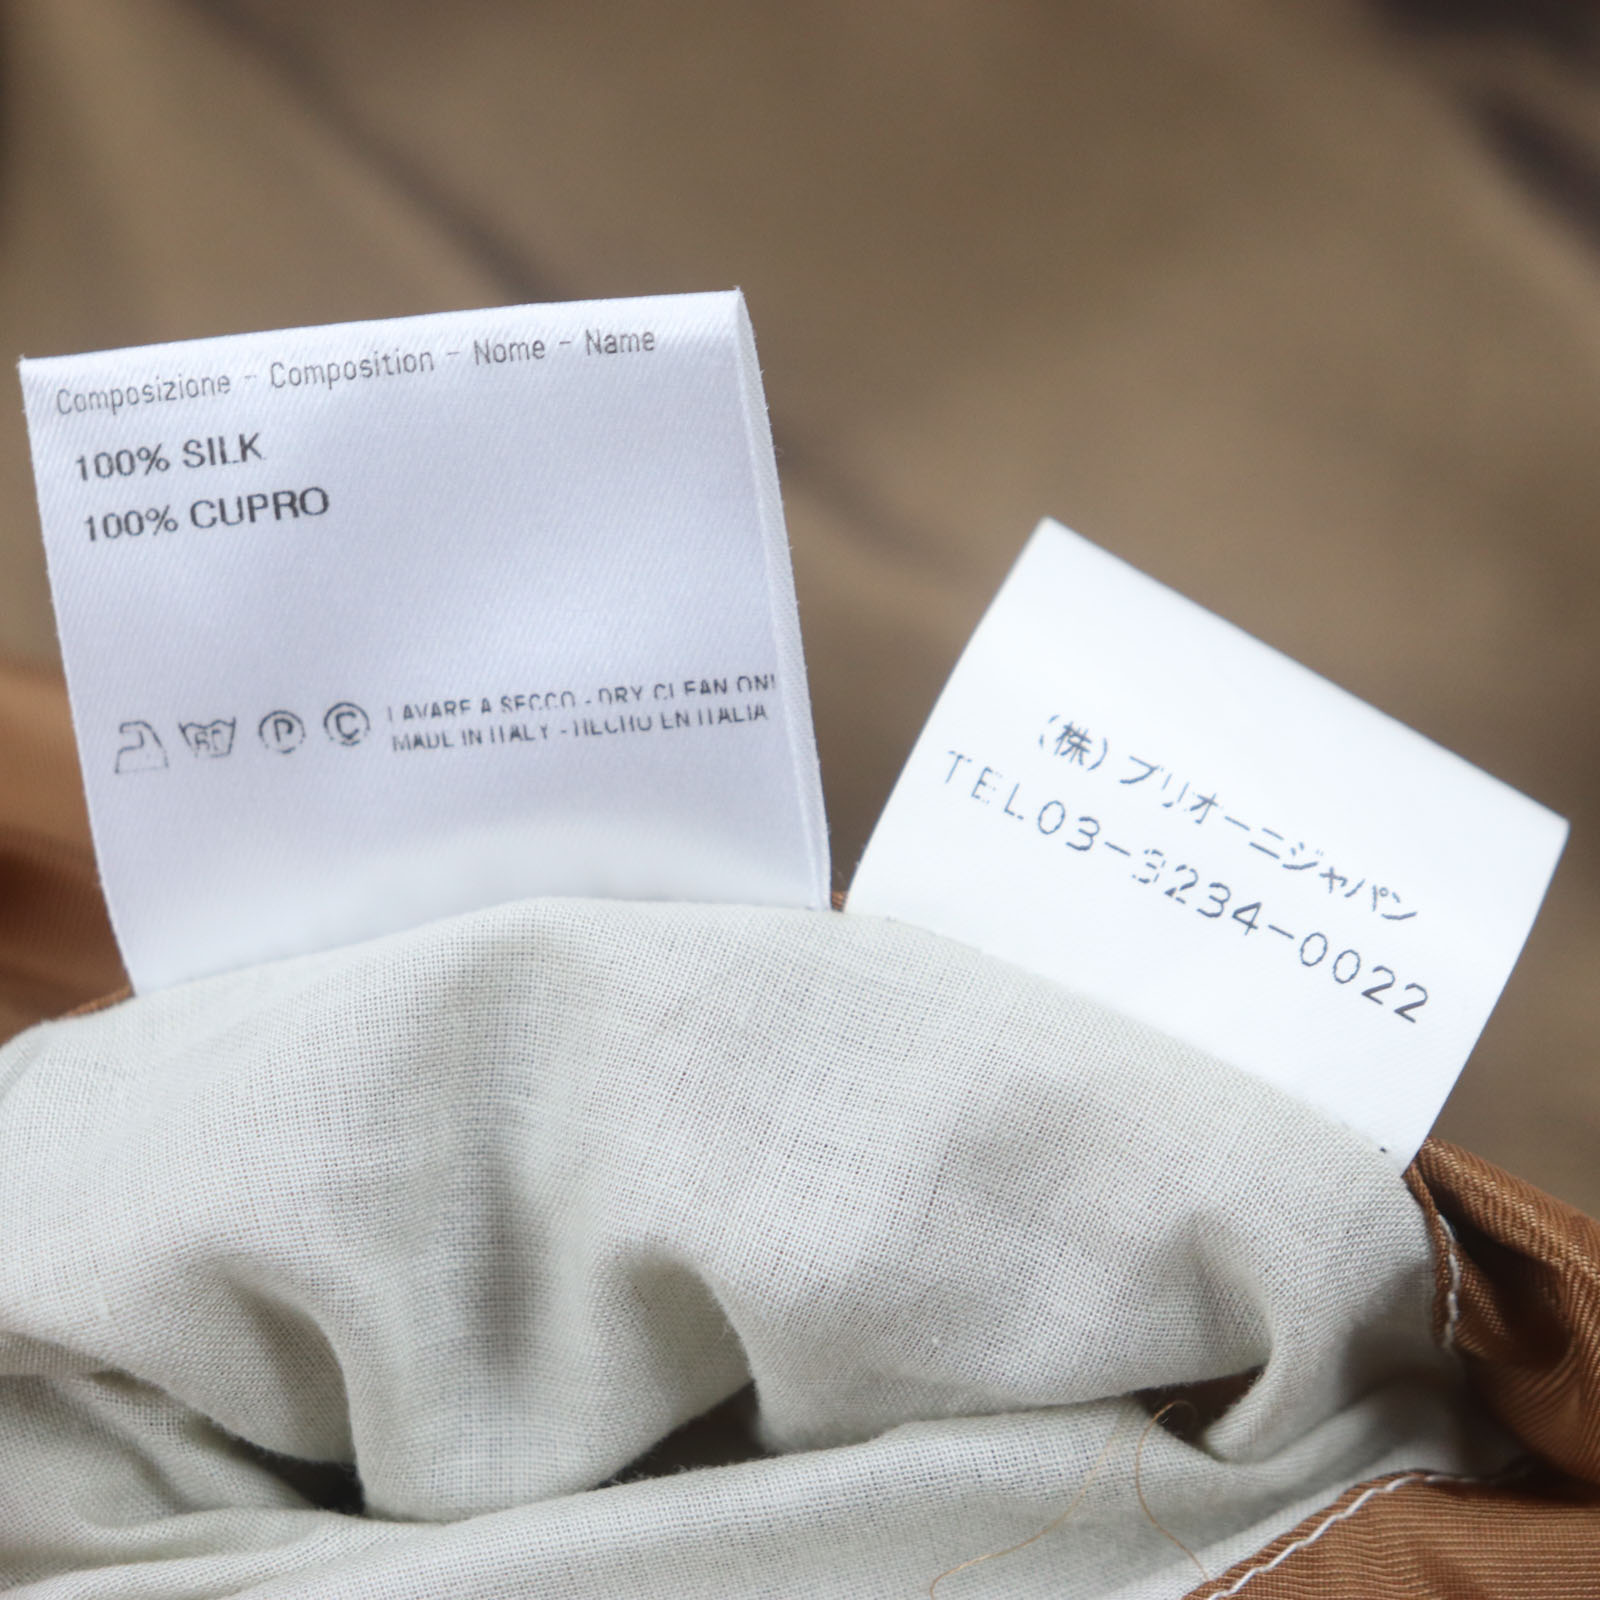 Composizione - Composition - Nome - Name
100% SILK
100% CUPRO
P C LAVARE A SECCO - DRY CLEAN ONL
MADE IN ITALY - HECHO EN ITALIA
(株)ブリオーニジャパン
TEL.03-3234-0022